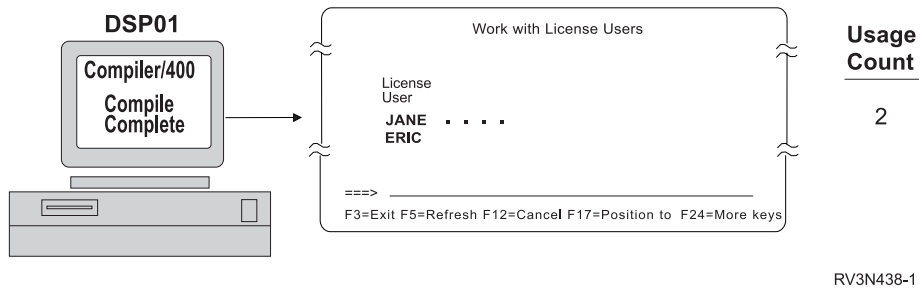 DSP01
Compiler/400
Compile
Complete
Work with License Users
License
User
JANE . . . .
ERIC
===>
F3=Exit F5=Refresh F12=Cancel F17=Position to F24=More keys
Usage
Count
2
RV3N438-1